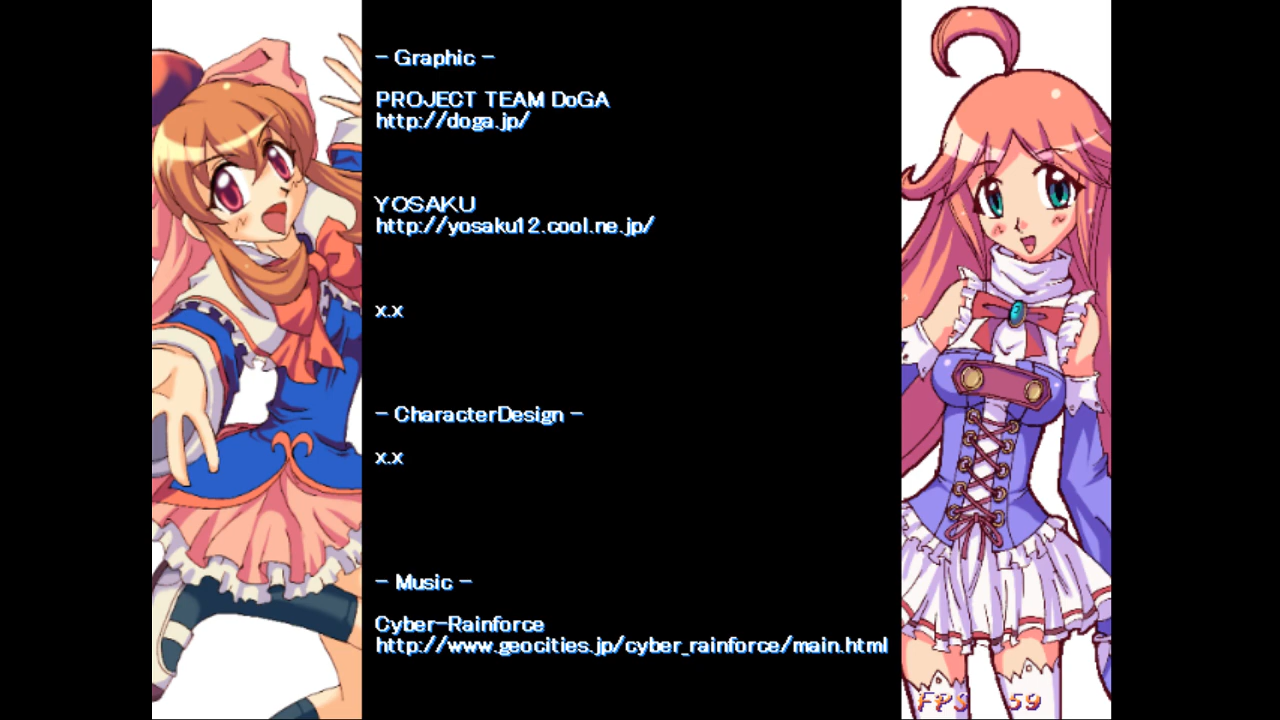 - Graphic -
PROJECT TEAM DoGA
http://doga.jp/
YOSAKU
http://yosaku12.cool.ne.jp/
x.x
- CharacterDesign -
x.x
- Music -
Cyber-Rainforce
http://www.geocities.jp/cyber_rainforce/main.html
FPS 59